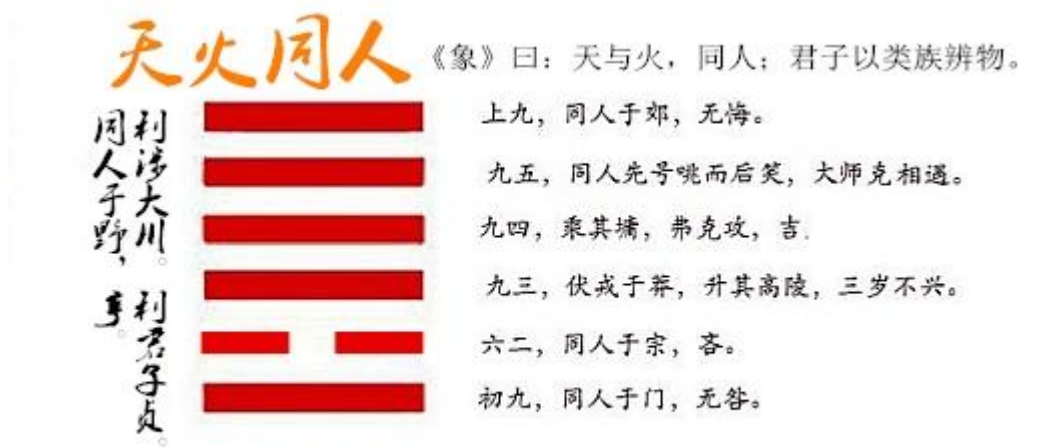 天火同人
《象》曰：天与火，同人；君子以类族辨物。
同人于野，亨。
利涉大川。利君子贞。
上九，同人于郊，无悔。
九五，同人先号咷而后笑，大师克相遇。
九四，乘其墉，弗克攻，吉.
九三，伏戎于莽，升其高陵，三岁不兴。
六二，同人于宗，吝。
初九，同人于门，无咎。